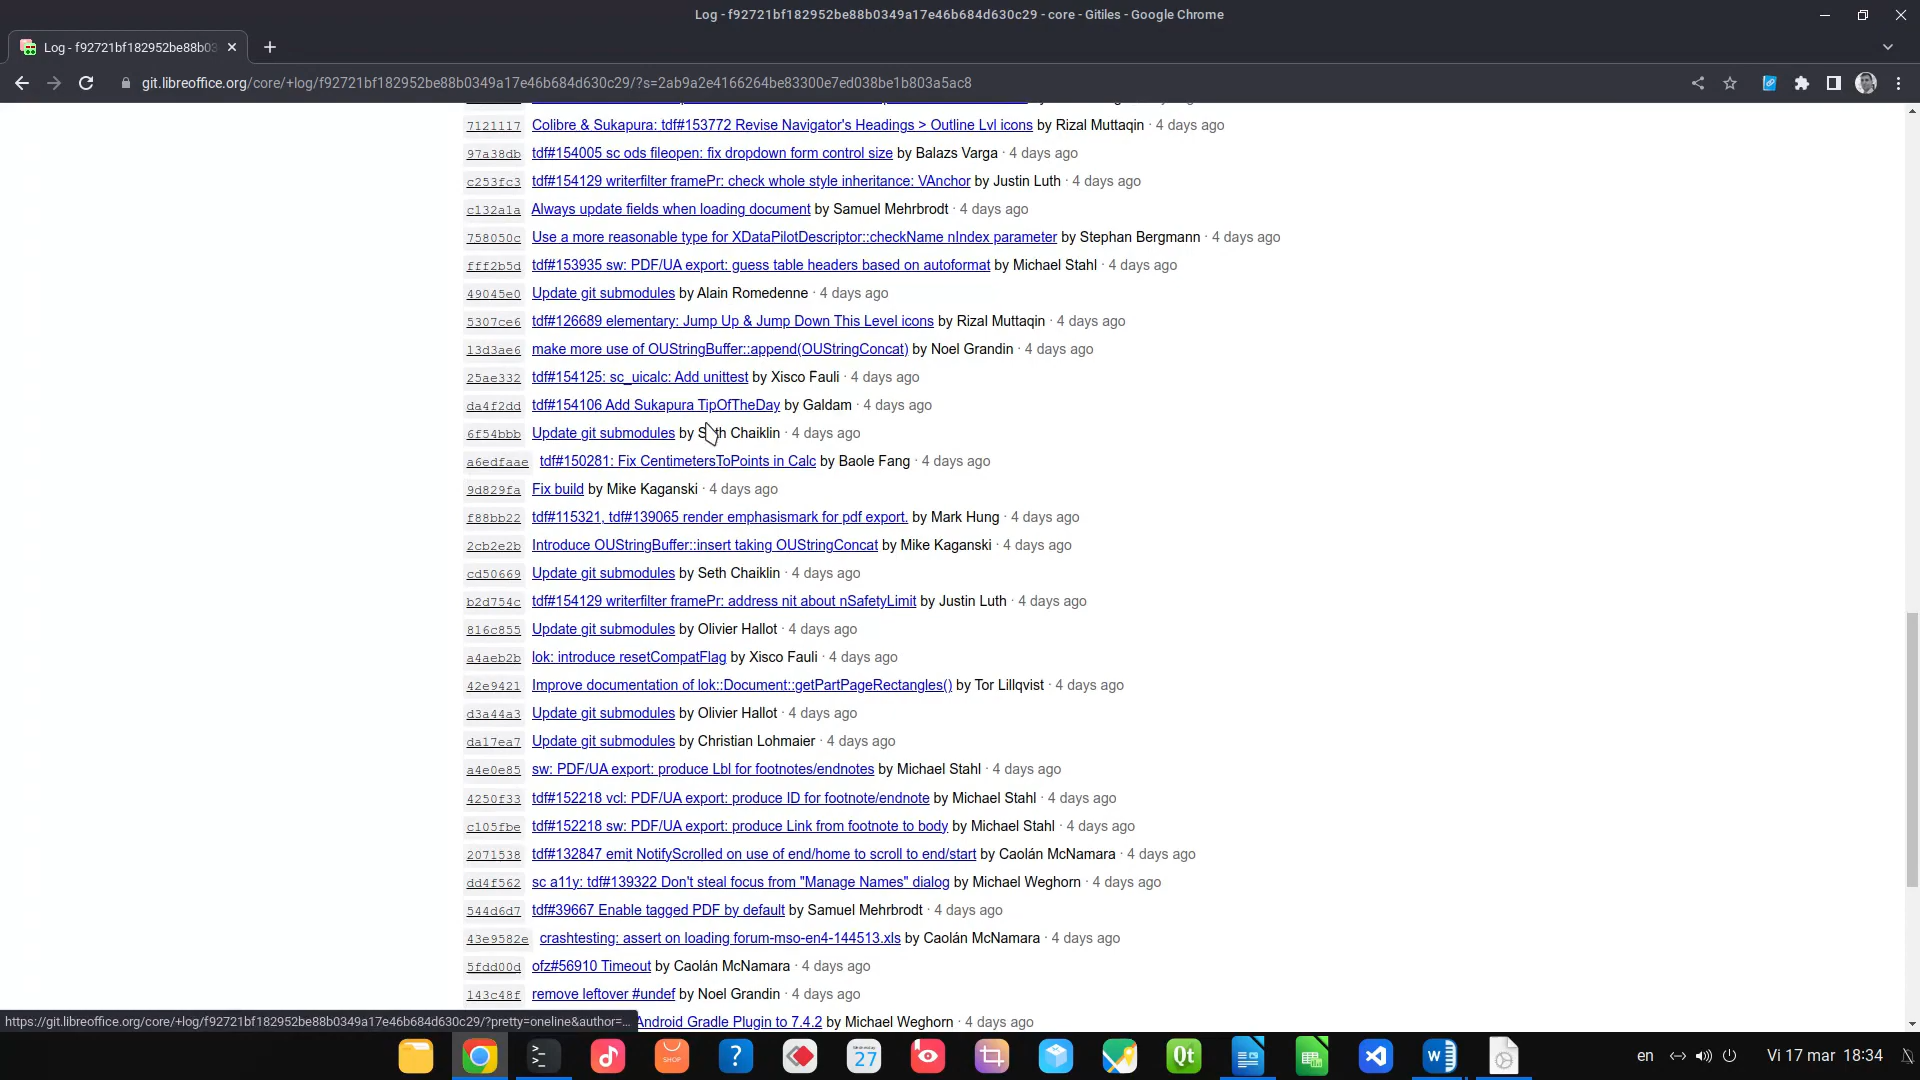 Log - f92721bf182952be88b0349a17e46b684d630c29 - core - Gitiles - Google Chrome
Log - f92721bf182952be88b03
git.libreoffice.org/core/+log/f92721bf182952be88b0349a17e46b684d630c29/?s=2ab9a2e4166264be83300e7ed038be1b803a5ac8
7121117 Colibre & Sukapura: tdf#153772 Revise Navigator's Headings > Outline Lvl icons by Rizal Muttaqin · 4 days ago
97a38db tdf#154005 sc ods fileopen: fix dropdown form control size by Balazs Varga · 4 days ago
c253fc3 tdf#154129 writerfilter framePr: check whole style inheritance: VAnchor by Justin Luth · 4 days ago
c132a1a Always update fields when loading document by Samuel Mehrbrodt · 4 days ago
758050c Use a more reasonable type for XDataPilotDescriptor::checkName nIndex parameter by Stephan Bergmann · 4 days ago
fff2b5d tdf#153935 sw: PDF/UA export: guess table headers based on autoformat by Michael Stahl · 4 days ago
49045e0 Update git submodules by Alain Romedenne · 4 days ago
5307ce6 tdf#126689 elementary: Jump Up & Jump Down This Level icons by Rizal Muttaqin · 4 days ago
13d3ae6 make more use of OUStringBuffer::append(OUStringConcat) by Noel Grandin · 4 days ago
25ae332 tdf#154125: sc_uicalc: Add unittest by Xisco Fauli · 4 days ago
da4f2dd tdf#154106 Add Sukapura TipOfTheDay by Galdam · 4 days ago
6f54bbb Update git submodules by Seth Chaiklin · 4 days ago
a6edfaae tdf#150281: Fix CentimetersToPoints in Calc by Baole Fang · 4 days ago
9d829fa Fix build by Mike Kaganski · 4 days ago
f88bb22 tdf#115321, tdf#139065 render emphasismark for pdf export. by Mark Hung · 4 days ago
2cb2e2b Introduce OUStringBuffer::insert taking OUStringConcat by Mike Kaganski · 4 days ago
cd50669 Update git submodules by Seth Chaiklin · 4 days ago
b2d754c tdf#154129 writerfilter framePr: address nit about nSafetyLimit by Justin Luth · 4 days ago
816c855 Update git submodules by Olivier Hallot · 4 days ago
a4aeb2b lok: introduce resetCompatFlag by Xisco Fauli · 4 days ago
42e9421 Improve documentation of lok::Document::getPartPageRectangles() by Tor Lillqvist · 4 days ago
d3a44a3 Update git submodules by Olivier Hallot · 4 days ago
da17ea7 Update git submodules by Christian Lohmaier · 4 days ago
a4e0e85 sw: PDF/UA export: produce Lbl for footnotes/endnotes by Michael Stahl · 4 days ago
4250f33 tdf#152218 vcl: PDF/UA export: produce ID for footnote/endnote by Michael Stahl · 4 days ago
c105fbe tdf#152218 sw: PDF/UA export: produce Link from footnote to body by Michael Stahl · 4 days ago
2071538 tdf#132847 emit NotifyScrolled on use of end/home to scroll to end/start by Caolán McNamara · 4 days ago
dd4f562 sc a11y: tdf#139322 Don't steal focus from "Manage Names" dialog by Michael Weghorn · 4 days ago
544d6d7 tdf#39667 Enable tagged PDF by default by Samuel Mehrbrodt · 4 days ago
43e9582e crashtesting: assert on loading forum-mso-en4-144513.xls by Caolán McNamara · 4 days ago
5fdd00d ofz#56910 Timeout by Caolán McNamara · 4 days ago
143c48f remove leftover #undef by Noel Grandin · 4 days ago
Android Gradle Plugin to 7.4.2 by Michael Weghorn · 4 days ago
https://git.libreoffice.org/core/+log/f92721bf182952be88b0349a17e46b684d630c29/?pretty=oneline&author=...
SHOP
Wednesday
27
Qt
W
en
Vi 17 mar 18:34